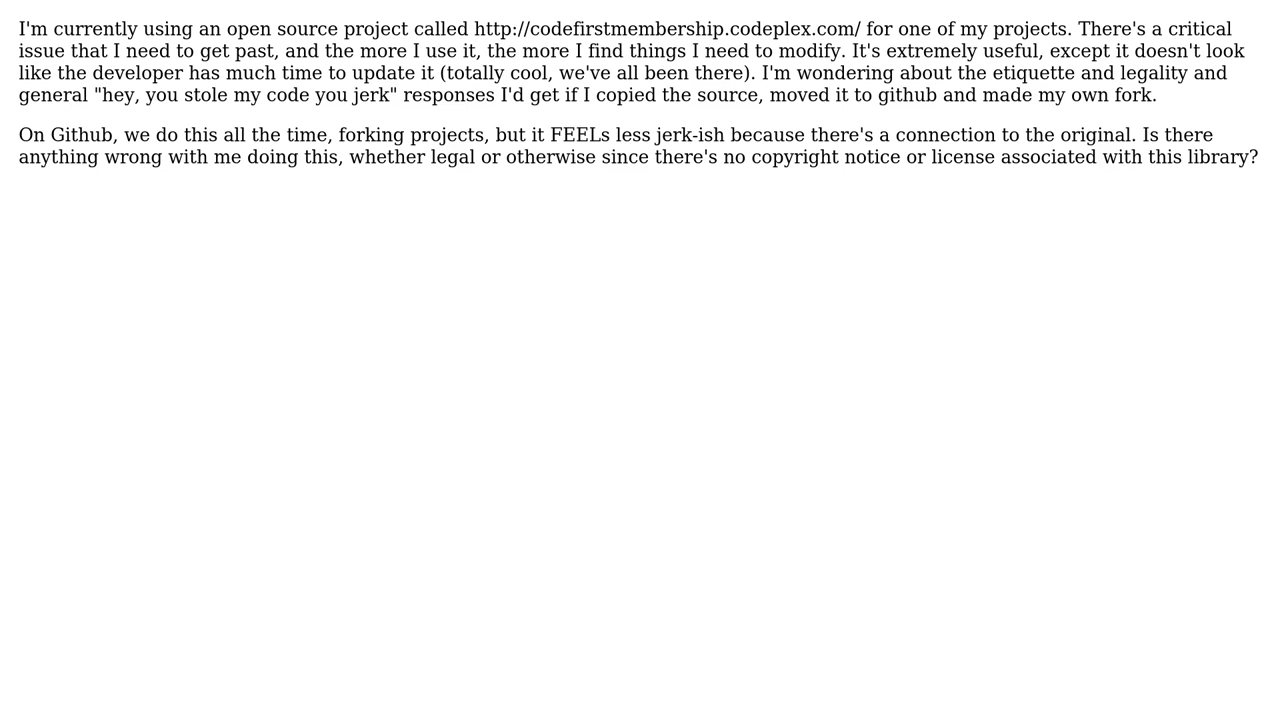 I'm currently using an open source project called http://codefirstmembership.codeplex.com/ for one of my projects. There's a critical
issue that I need to get past, and the more I use it, the more I find things I need to modify. It's extremely useful, except it doesn't look
like the developer has much time to update it (totally cool, we've all been there). I'm wondering about the etiquette and legality and
general "hey, you stole my code you jerk" responses I'd get if I copied the source, moved it to github and made my own fork.
On Github, we do this all the time, forking projects, but it FEELs less jerk-ish because there's a connection to the original. Is there
anything wrong with me doing this, whether legal or otherwise since there's no copyright notice or license associated with this library?